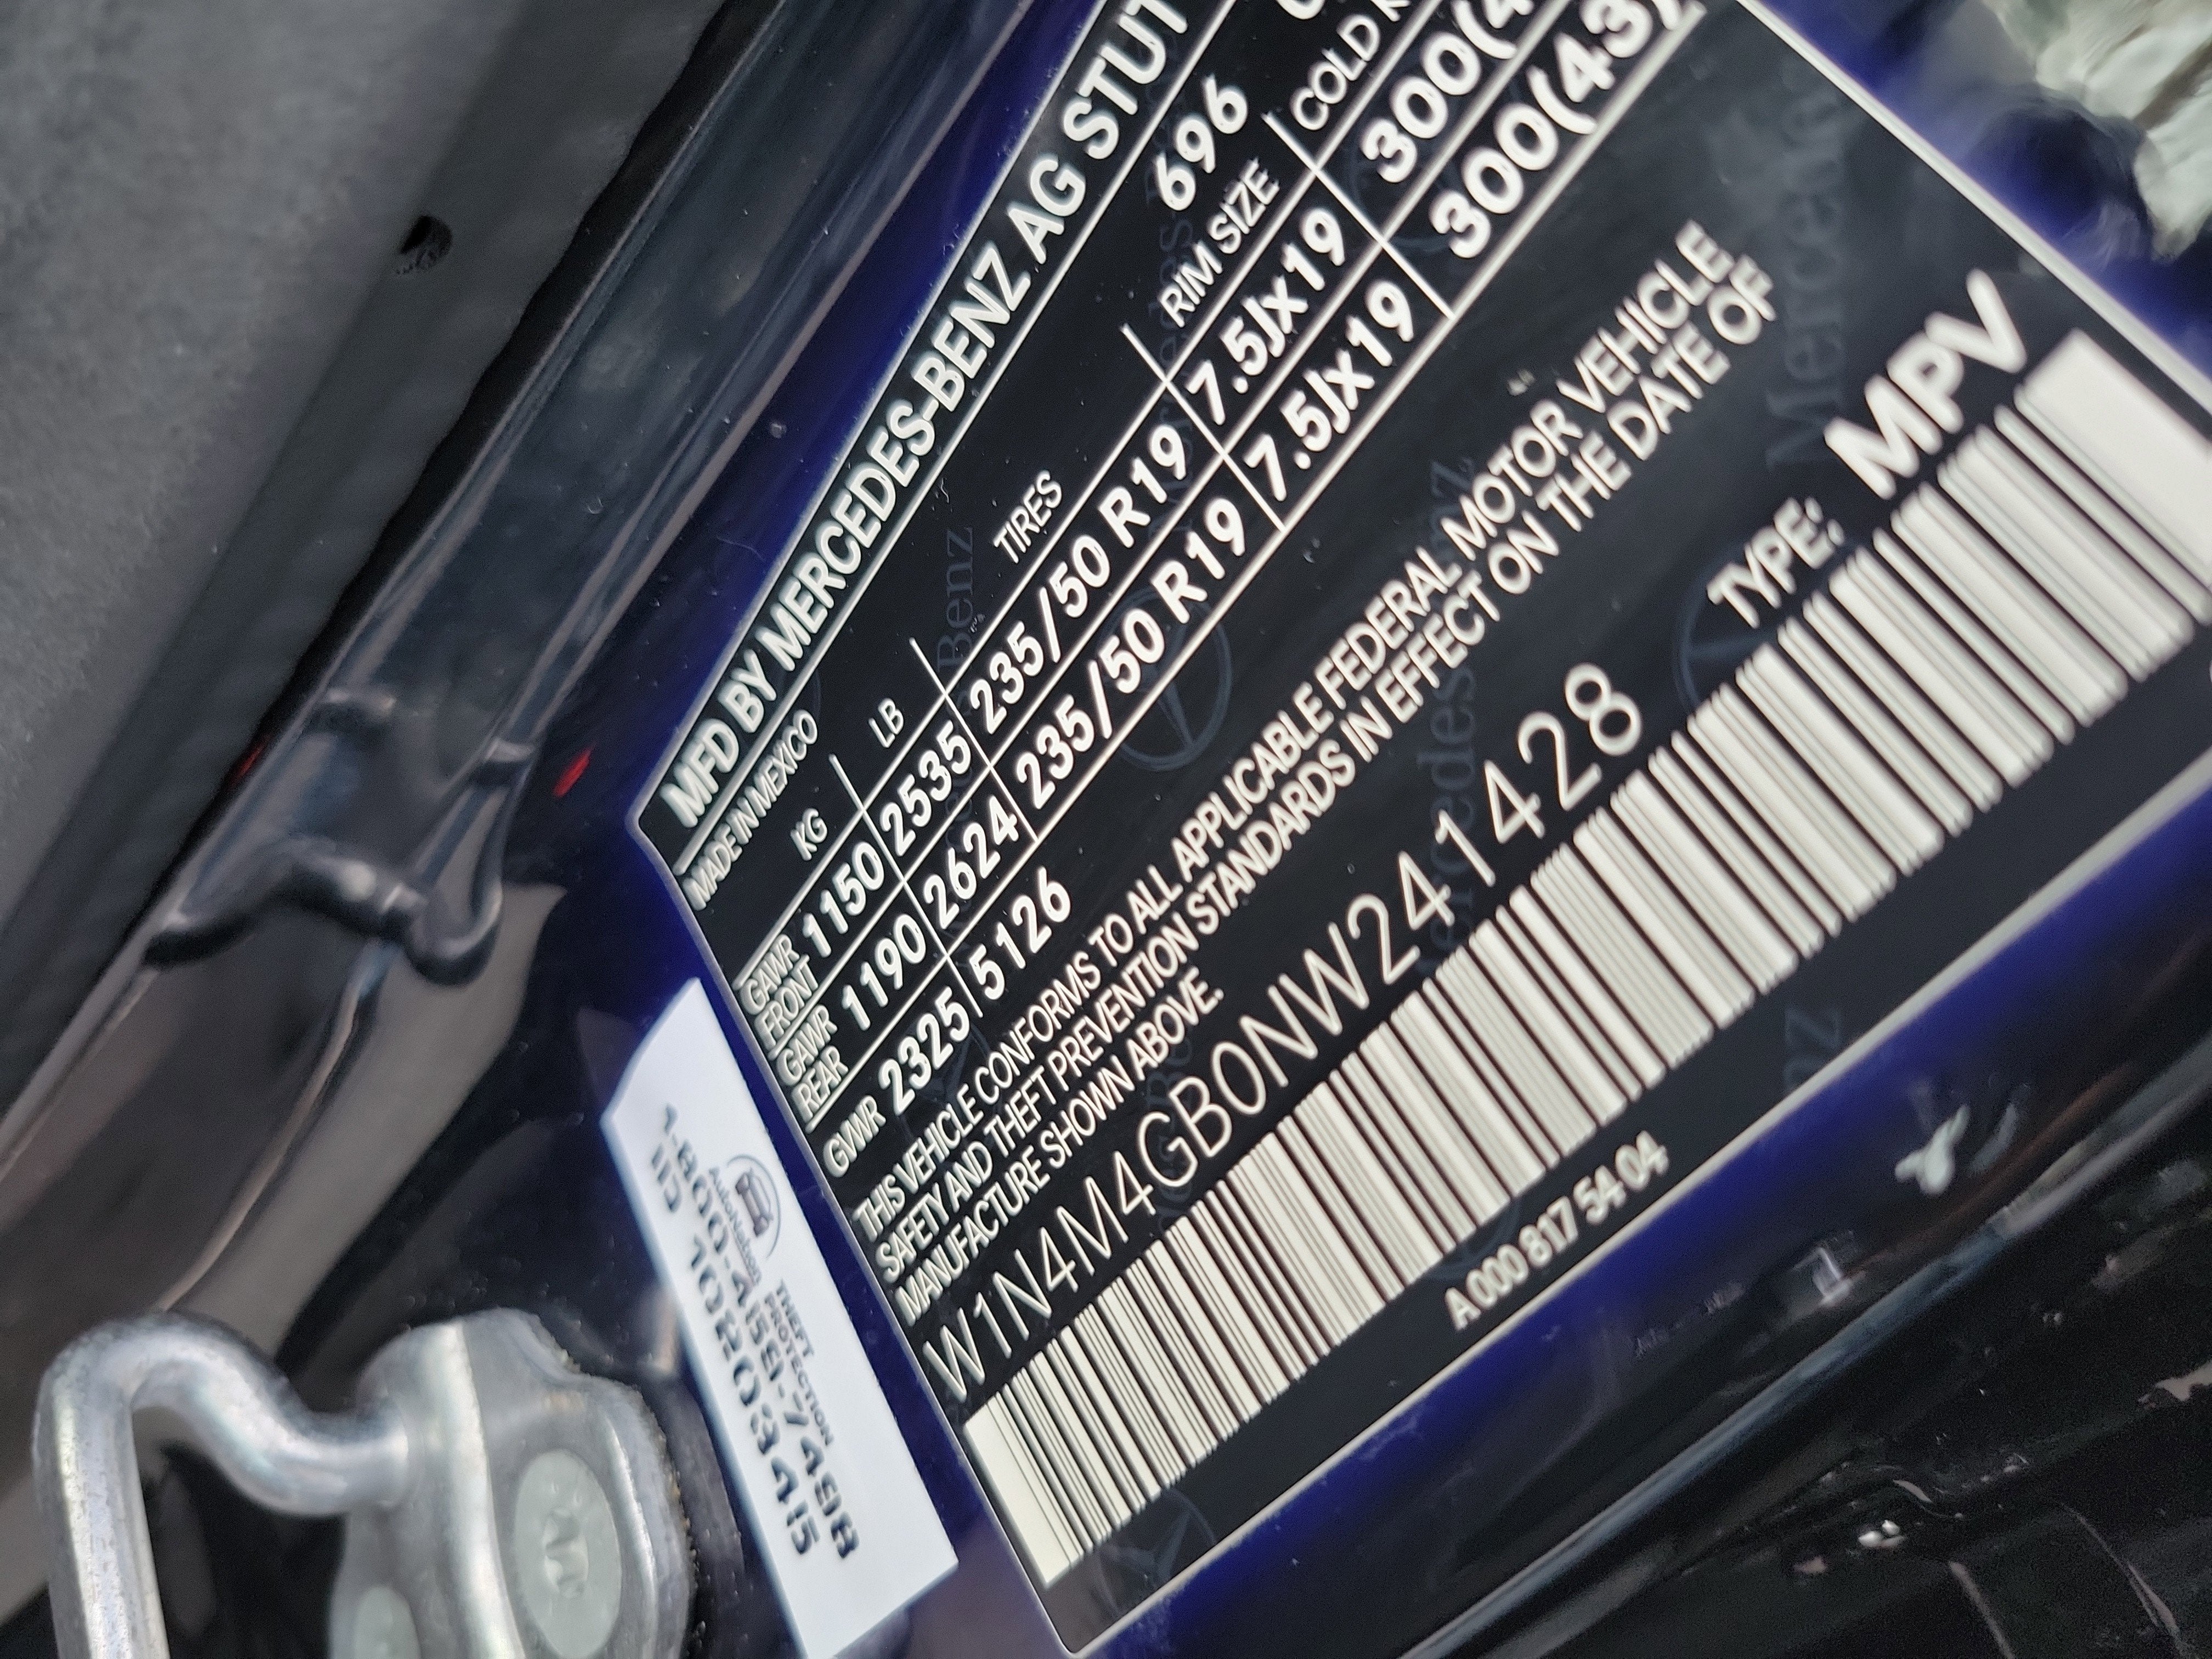 MFD BY MERCEDES-BENZ AG STUT
MADE IN MEXICO
696
KG LB TIRES RIM SIZE COLD
GAWR FRONT 1150 2535 235/50 R19 7.5Jx19 300(4
GAWR REAR 1190 2624 235/50 R19 7.5Jx19 300(43)
GVWR 2325 5126
THIS VEHICLE CONFORMS TO ALL APPLICABLE FEDERAL MOTOR VEHICLE
SAFETY AND THEFT PREVENTION STANDARDS IN EFFECT ON THE DATE OF
MANUFACTURE SHOWN ABOVE.
W1N4M4GB0NW241428 TYPE: MPV
A 000 817 54 04
AutoNation THEFT PROTECTION
1-800-4ISSI-7498